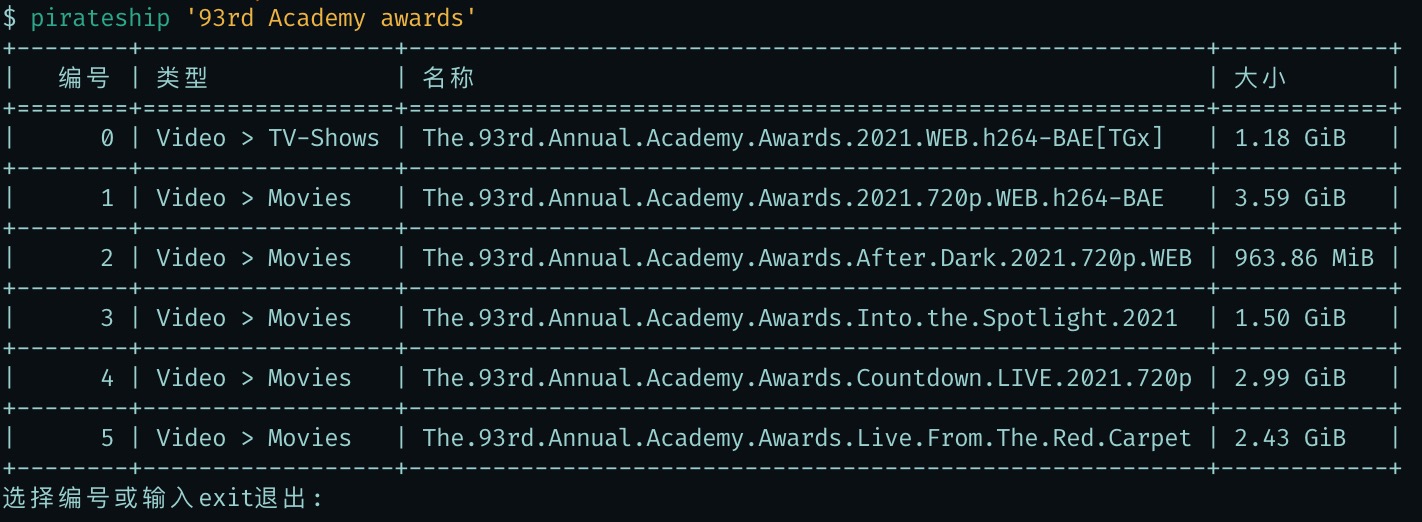 $ pirateship '93rd Academy awards'
+--------+------------------+---------------------------------------------------------+------------+
|   编号 | 类型             | 名称                                                    | 大小       |
+========+==================+=========================================================+============+
|      0 | Video > TV-Shows | The.93rd.Annual.Academy.Awards.2021.WEB.h264-BAE[TGx]   | 1.18 GiB   |
+--------+------------------+---------------------------------------------------------+------------+
|      1 | Video > Movies   | The.93rd.Annual.Academy.Awards.2021.720p.WEB.h264-BAE   | 3.59 GiB   |
+--------+------------------+---------------------------------------------------------+------------+
|      2 | Video > Movies   | The.93rd.Annual.Academy.Awards.After.Dark.2021.720p.WEB | 963.86 MiB |
+--------+------------------+---------------------------------------------------------+------------+
|      3 | Video > Movies   | The.93rd.Annual.Academy.Awards.Into.the.Spotlight.2021  | 1.50 GiB   |
+--------+------------------+---------------------------------------------------------+------------+
|      4 | Video > Movies   | The.93rd.Annual.Academy.Awards.Countdown.LIVE.2021.720p | 2.99 GiB   |
+--------+------------------+---------------------------------------------------------+------------+
|      5 | Video > Movies   | The.93rd.Annual.Academy.Awards.Live.From.The.Red.Carpet | 2.43 GiB   |
+--------+------------------+---------------------------------------------------------+------------+
选择编号或输入exit退出: